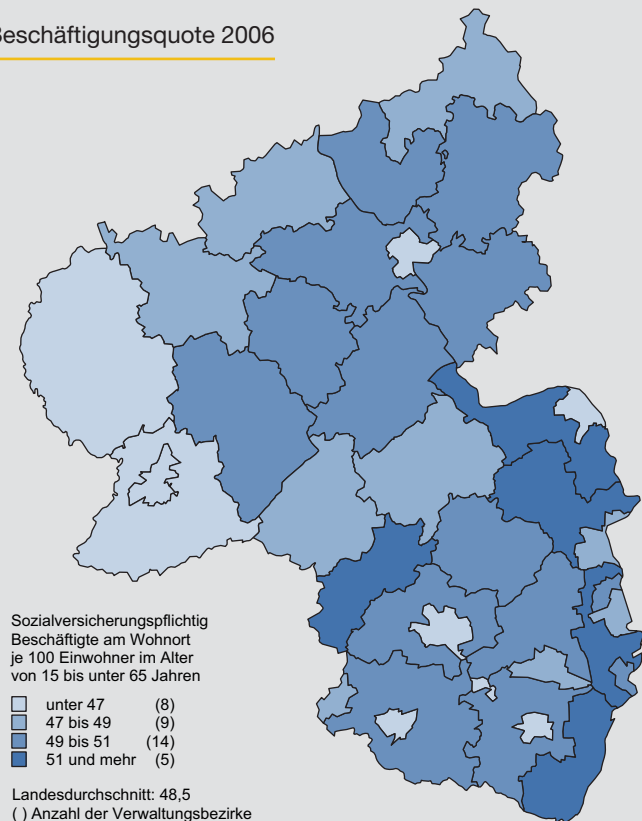 Beschäftigungsquote 2006
Sozialversicherungspflichtig
Beschäftigte am Wohnort
je 100 Einwohner im Alter
von 15 bis unter 65 Jahren
unter 47 (8)
47 bis 49 (9)
49 bis 51 (14)
51 und mehr (5)
Landesdurchschnitt: 48,5
( ) Anzahl der Verwaltungsbezirke